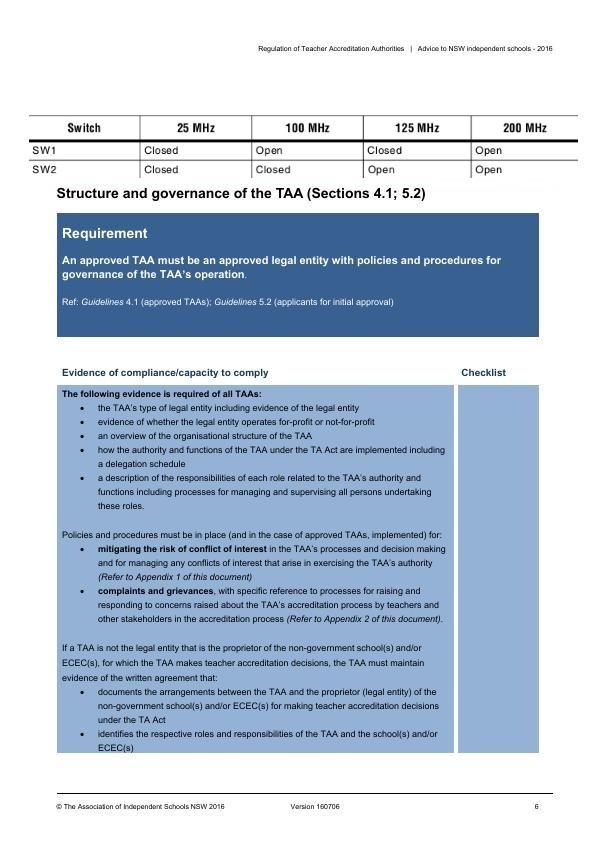 Regulation of Teacher Accreditation Authorities | Advice to NSW independent schools - 2016
Switch 25 MHz 100 MHz 125 MHz 200 MHz
SW1 Closed Open Closed Open
SW2 Closed Closed Open Open
Structure and governance of the TAA (Sections 4.1; 5.2)
Requirement
An approved TAA must be an approved legal entity with policies and procedures for
governance of the TAA's operation.
Ref: Guidelines 4.1 (approved TAAs); Guidelines 5.2 (applicants for initial approval)
Evidence of compliance/capacity to comply Checklist
The following evidence is required of all TAAs:
• the TAA's type of legal entity including evidence of the legal entity
• evidence of whether the legal entity operates for-profit or not-for-profit
• an overview of the organisational structure of the TAA
• how the authority and functions of the TAA under the TA Act are implemented including
a delegation schedule
• a description of the responsibilities of each role related to the TAA's authority and
functions including processes for managing and supervising all persons undertaking
these roles.
Policies and procedures must be in place (and in the case of approved TAAs, implemented) for:
• mitigating the risk of conflict of interest in the TAA's processes and decision making
and for managing any conflicts of interest that arise in exercising the TAA's authority
(Refer to Appendix 1 of this document)
• complaints and grievances, with specific reference to processes for raising and
responding to concerns raised about the TAA's accreditation process by teachers and
other stakeholders in the accreditation process (Refer to Appendix 2 of this document).
If a TAA is not the legal entity that is the proprietor of the non-government school(s) and/or
ECEC(s), for which the TAA makes teacher accreditation decisions, the TAA must maintain
evidence of the written agreement that:
• documents the arrangements between the TAA and the proprietor (legal entity) of the
non-government school(s) and/or ECEC(s) for making teacher accreditation decisions
under the TA Act
• identifies the respective roles and responsibilities of the TAA and the school(s) and/or
ECEC(s)
© The Association of Independent Schools NSW 2016 Version 160706 6